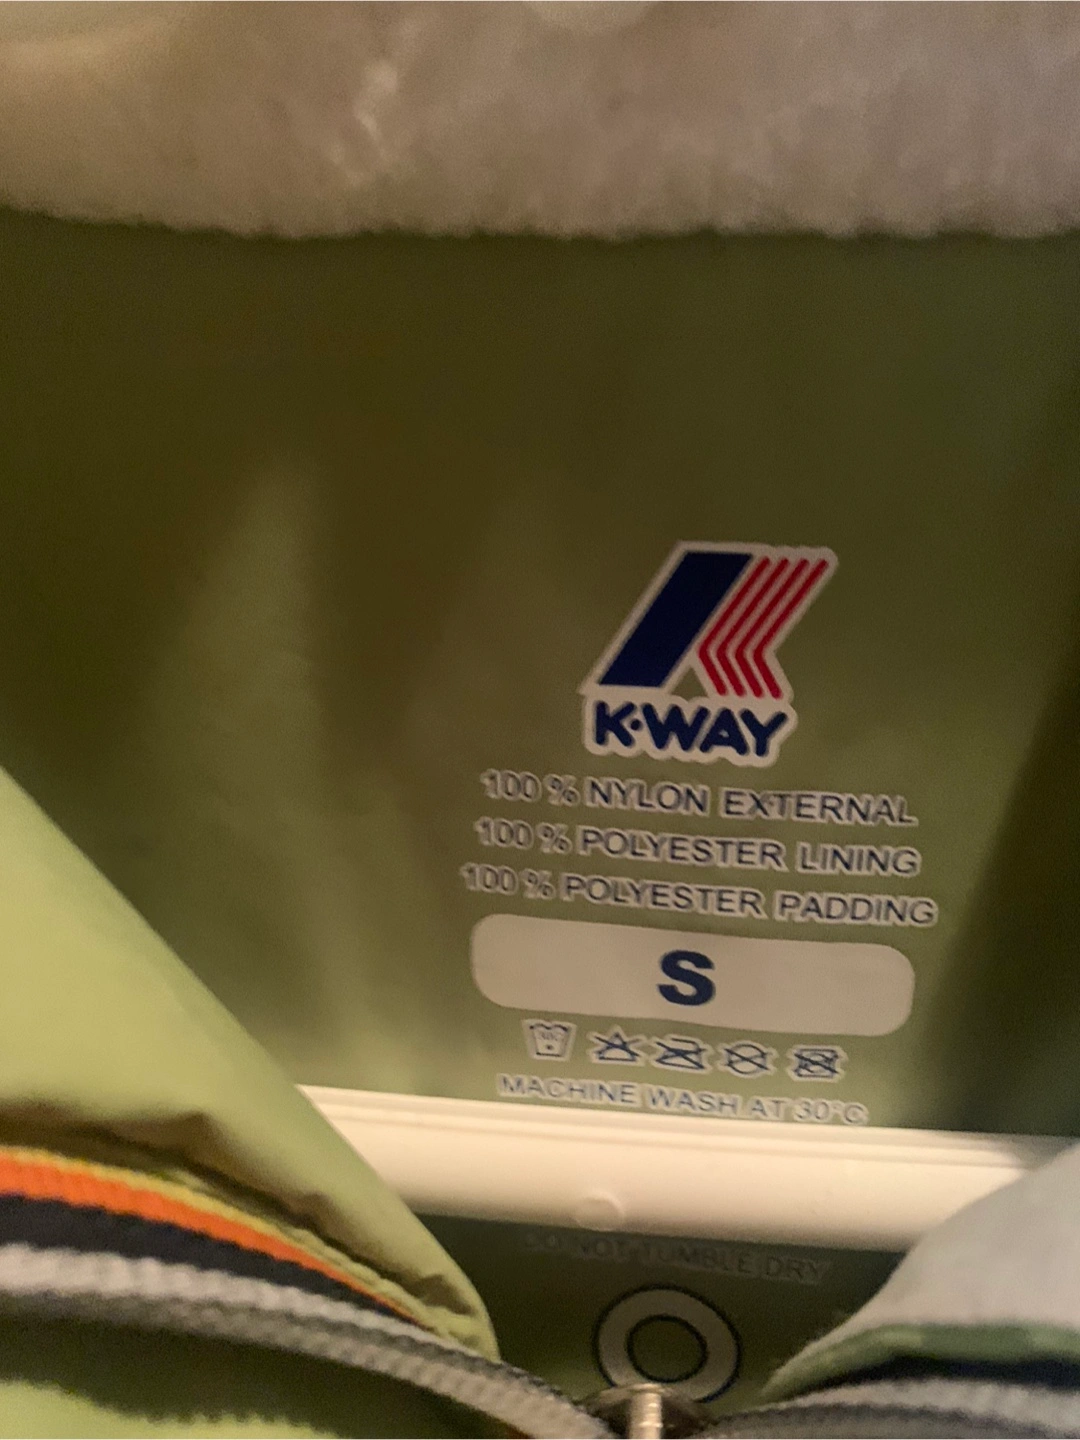 K·WAY
100 % NYLON EXTERNAL
100 % POLYESTER LINING
100 % POLYESTER PADDING
S
MACHINE WASH AT 30°C
DO NOT TUMBLE DRY